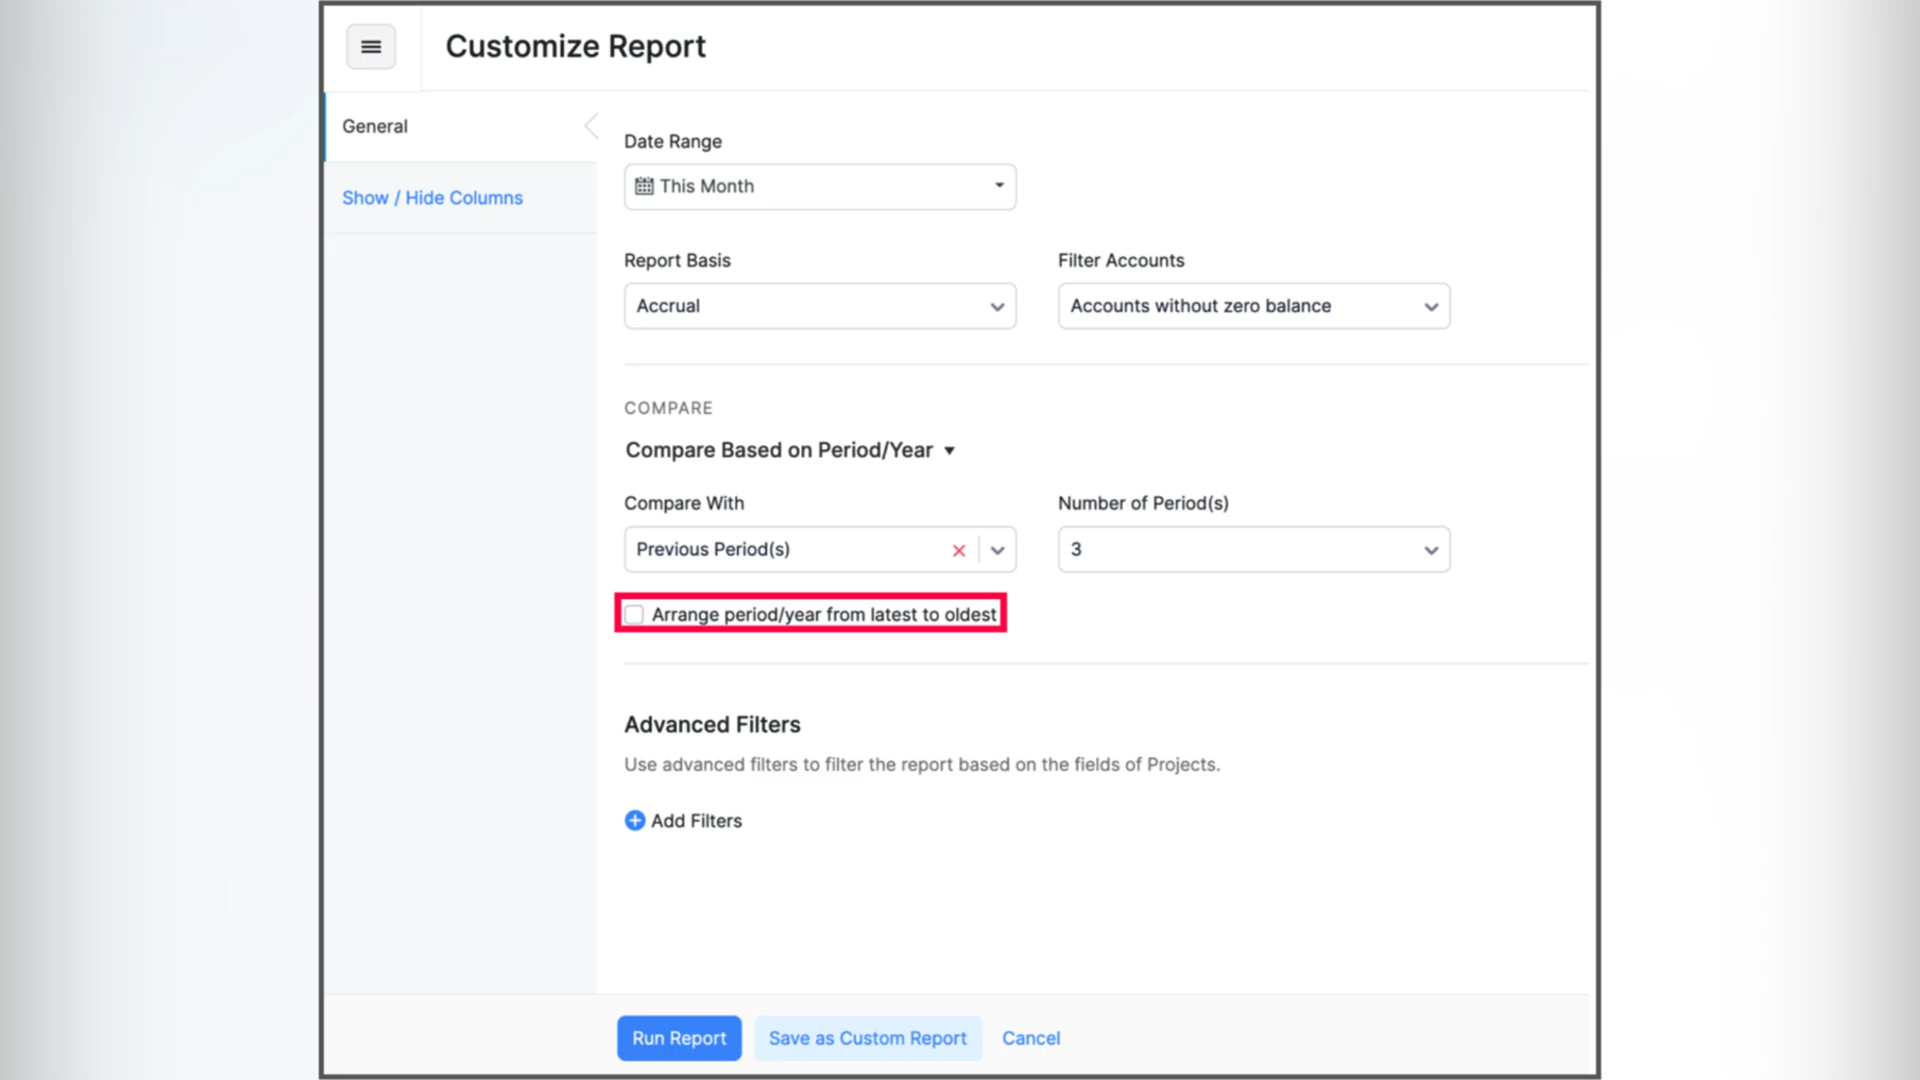 Customize Report
General
Show / Hide Columns
Date Range
This Month
Report Basis
Filter Accounts
Accrual
Accounts without zero balance
COMPARE
Compare Based on Period/Year
Compare With
Number of Period(s)
Previous Period(s)
3
Arrange period/year from latest to oldest
Advanced Filters
Use advanced filters to filter the report based on the fields of Projects.
Add Filters
Run Report
Save as Custom Report
Cancel